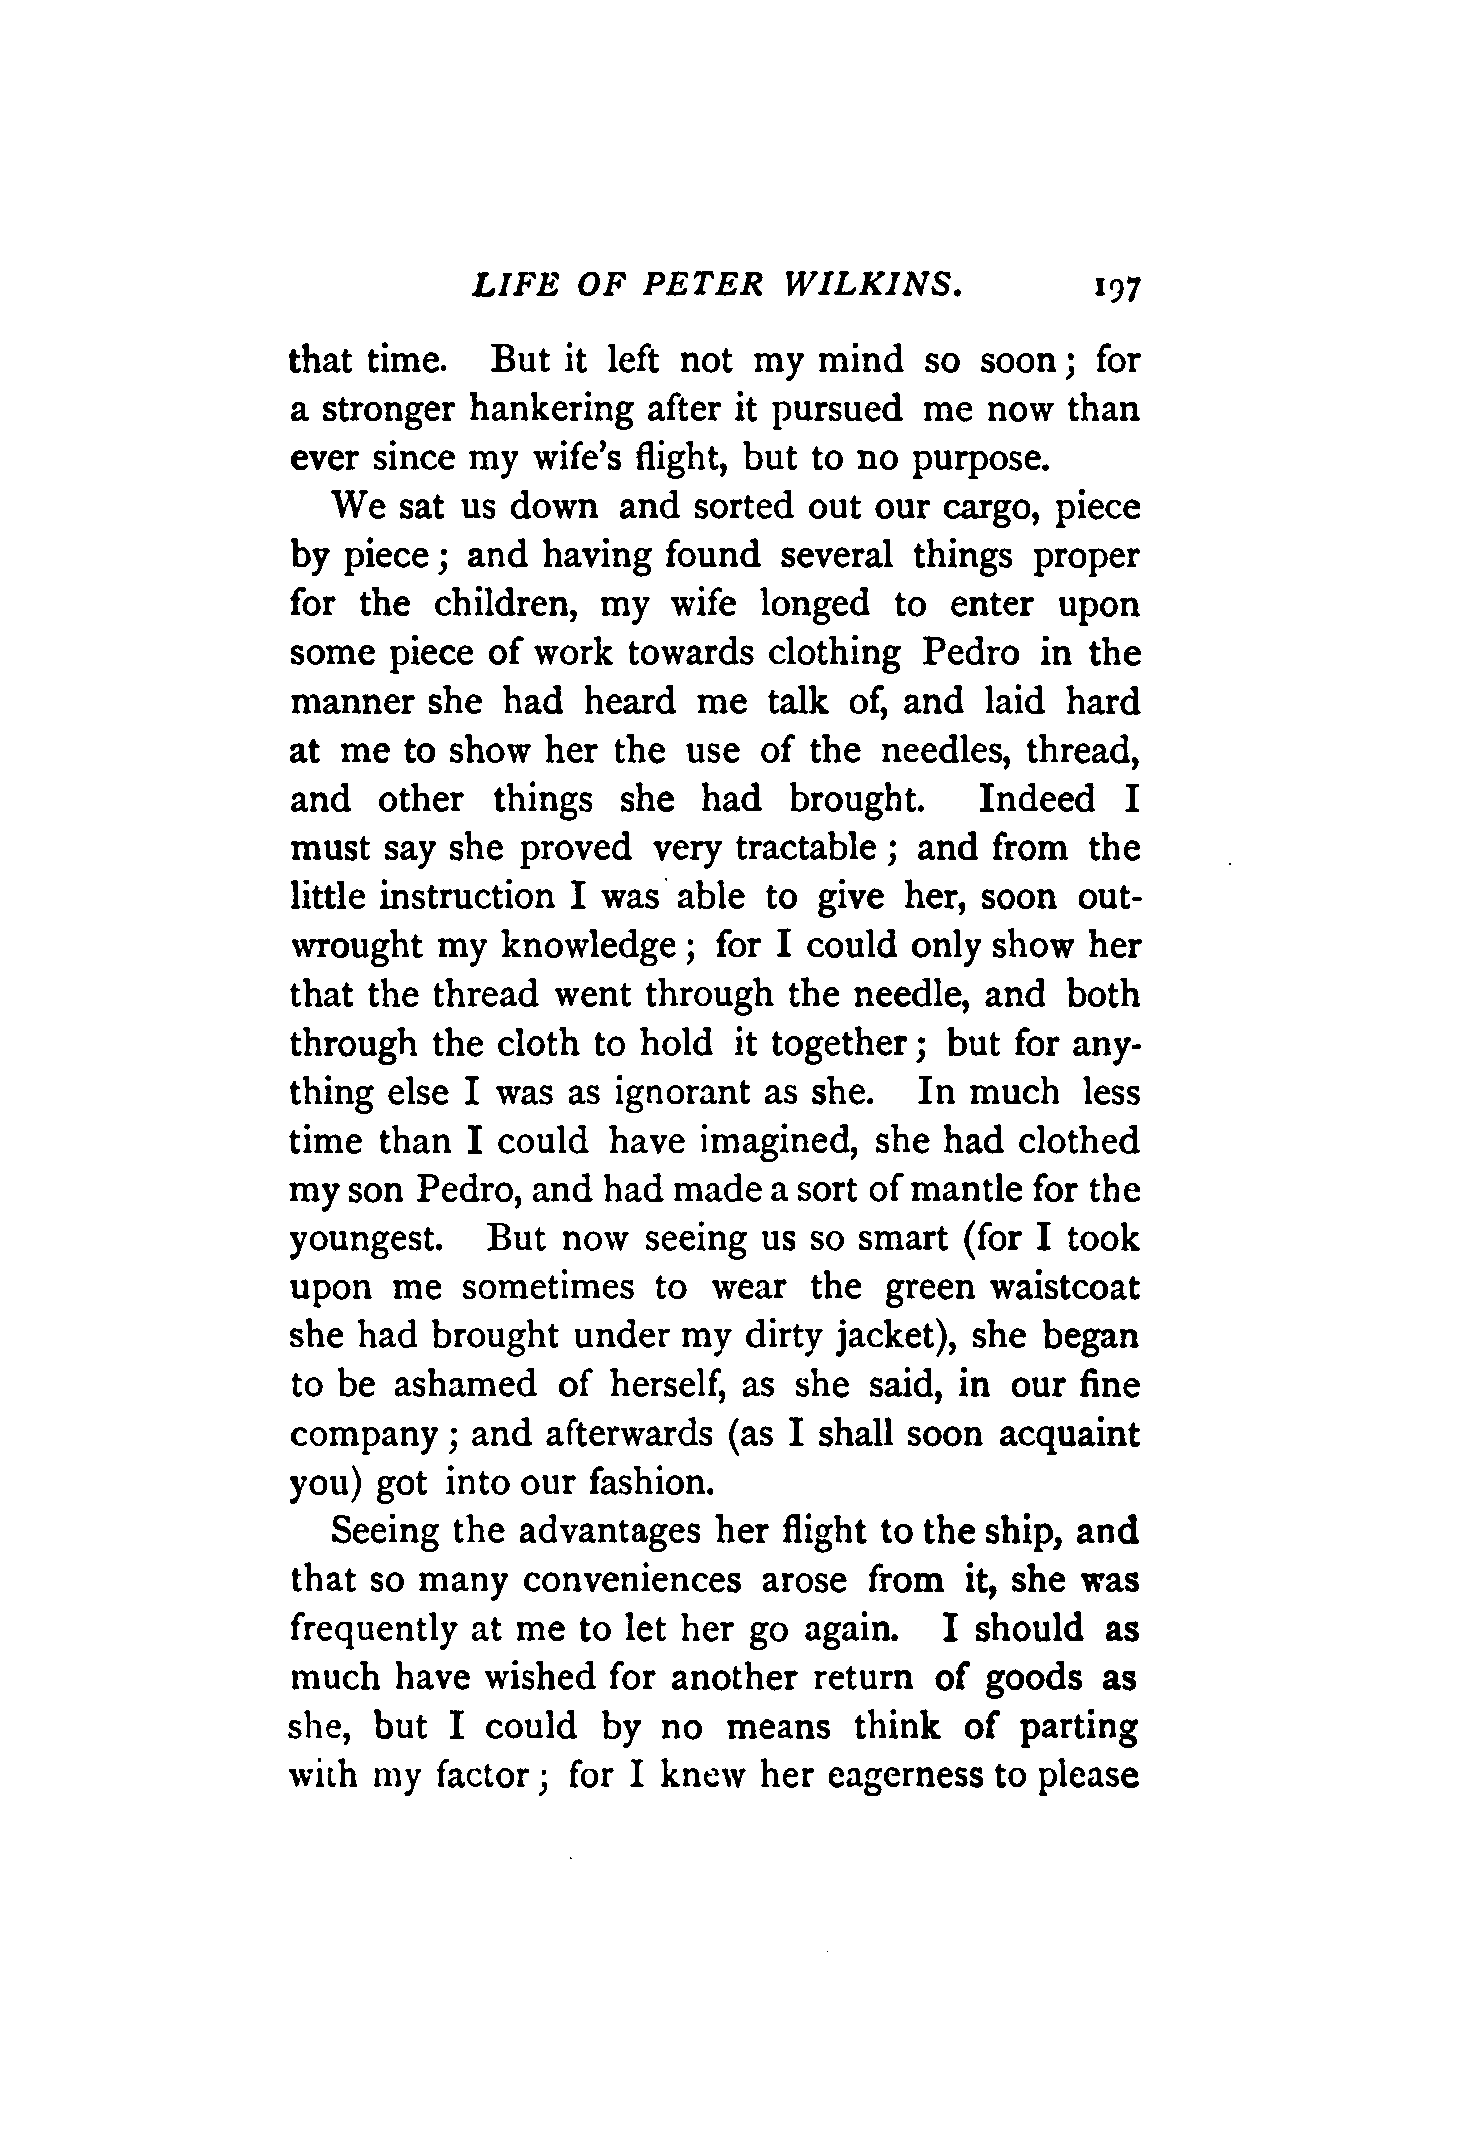 LIFE OF PETER WILKINS. 197
that time. But it left not my mind so soon; for
a stronger hankering after it pursued me now than
ever since my wife's flight, but to no purpose.
We sat us down and sorted out our cargo, piece
by piece; and having found several things proper
for the children, my wife longed to enter upon
some piece of work towards clothing Pedro in the
manner she had heard me talk of, and laid hard
at me to show her the use of the needles, thread,
and other things she had brought. Indeed I
must say she proved very tractable; and from the
little instruction I was able to give her, soon out-
wrought my knowledge; for I could only show her
that the thread went through the needle, and both
through the cloth to hold it together; but for any-
thing else I was as ignorant as she. In much less
time than I could have imagined, she had clothed
my son Pedro, and had made a sort of mantle for the
youngest. But now seeing us so smart (for I took
upon me sometimes to wear the green waistcoat
she had brought under my dirty jacket), she began
to be ashamed of herself, as she said, in our fine
company; and afterwards (as I shall soon acquaint
you) got into our fashion.
Seeing the advantages her flight to the ship, and
that so many conveniences arose from it, she was
frequently at me to let her go again. I should as
much have wished for another return of goods as
she, but I could by no means think of parting
with my factor; for I knew her eagerness to please